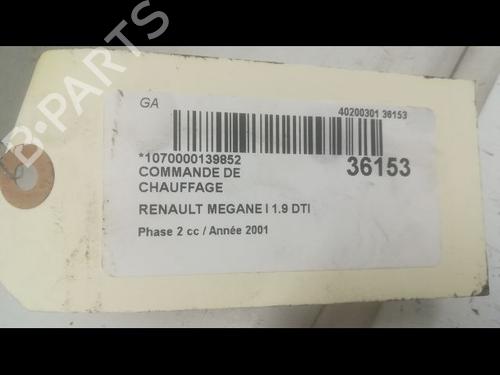 B-PARTS
GA
40200301 36153
*1070000139852
36153
COMMANDE DE
CHAUFFAGE
RENAULT MEGANE I 1.9 DTI
Phase 2 cc / Année 2001